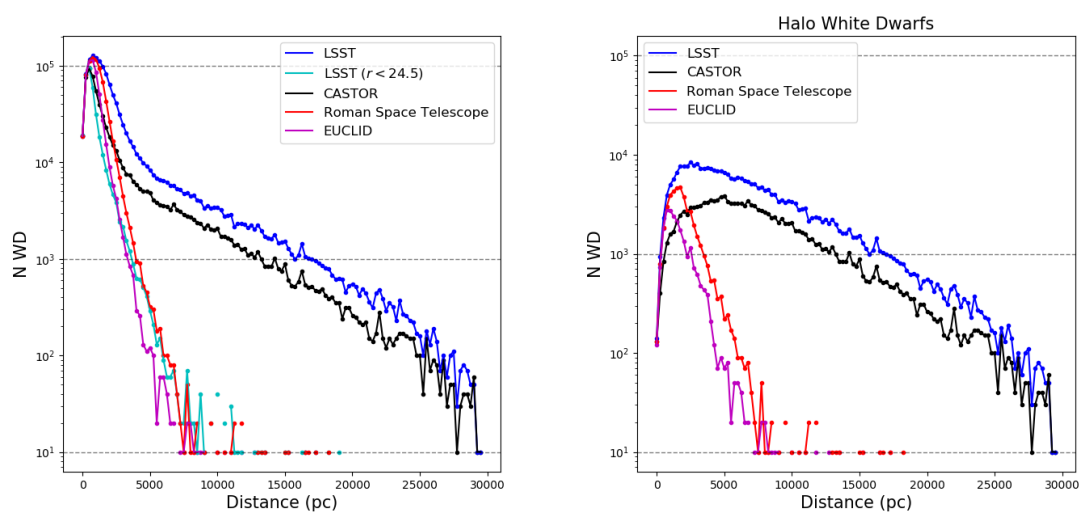 LSST
LSST (r < 24.5)
CASTOR
Roman Space Telescope
EUCLID
N WD
10^5
10^4
10^3
10^2
10^1
0
5000
10000
15000
20000
25000
30000
Distance (pc)
Halo White Dwarfs
LSST
CASTOR
Roman Space Telescope
EUCLID
N WD
10^5
10^4
10^3
10^2
10^1
0
5000
10000
15000
20000
25000
30000
Distance (pc)